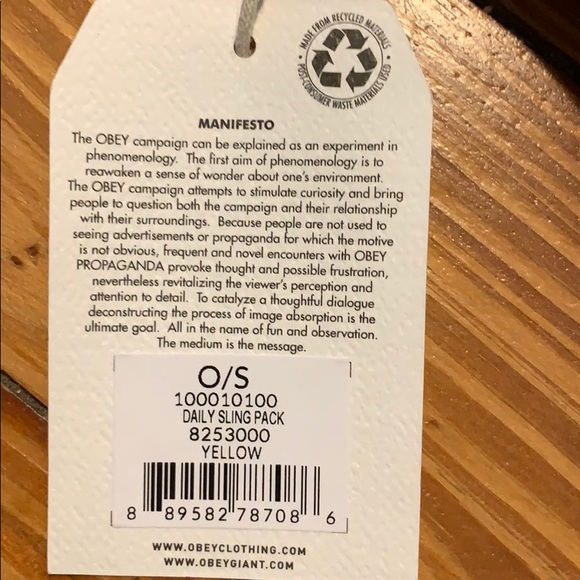 MADE FROM RECYCLED MATERIALS
• POST-CONSUMER WASTE MATERIALS USED •
MANIFESTO
The OBEY campaign can be explained as an experiment in
phenomenology. The first aim of phenomenology is to
reawaken a sense of wonder about one's environment.
The OBEY campaign attempts to stimulate curiosity and bring
people to question both the campaign and their relationship
with their surroundings. Because people are not used to
seeing advertisements or propaganda for which the motive
is not obvious, frequent and novel encounters with OBEY
PROPAGANDA provoke thought and possible frustration,
nevertheless revitalizing the viewer's perception and
attention to detail. To catalyze a thoughtful dialogue
deconstructing the process of image absorption is the
ultimate goal. All in the name of fun and observation.
The medium is the message.
O/S
100010100
DAILY SLING PACK
8253000
YELLOW
8 89582 78708 6
WWW.OBEYCLOTHING.COM
WWW.OBEYGIANT.COM